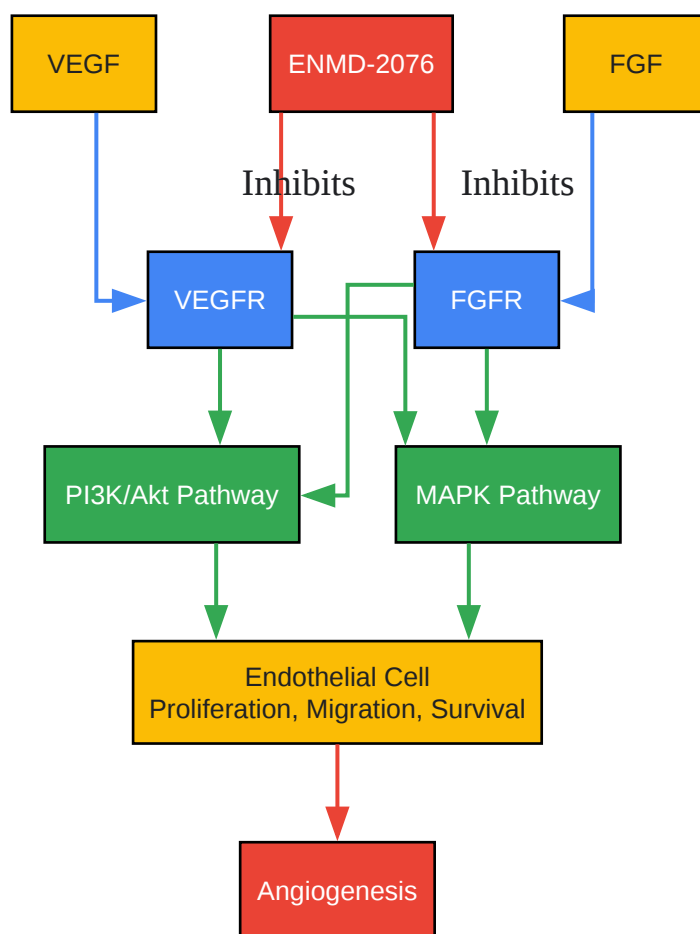 VEGF
ENMD-2076
FGF
Inhibits
Inhibits
VEGFR
FGFR
PI3K/Akt Pathway
MAPK Pathway
Endothelial Cell
Proliferation, Migration, Survival
Angiogenesis